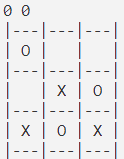 0 0
|---|---|---|
| O |   |   |
|---|---|---|
|   | X | O |
|---|---|---|
| X | O | X |
|---|---|---|